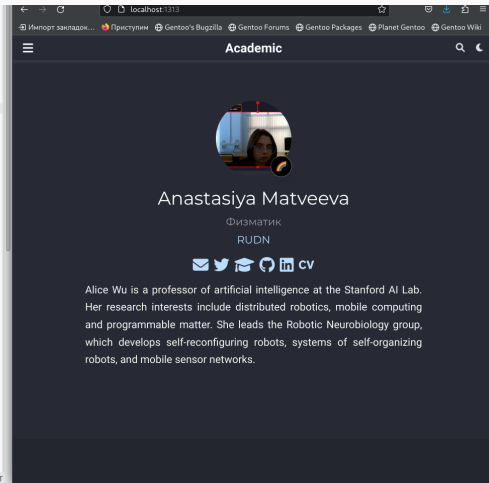 localhost:1313
Импорт закладок... Приступим Gentoo's Bugzilla Gentoo Forums Gentoo Packages Planet Gentoo Gentoo Wiki
Academic
Anastasiya Matveeva
Физматик
RUDN
CV
Alice Wu is a professor of artificial intelligence at the Stanford AI Lab.
Her research interests include distributed robotics, mobile computing
and programmable matter. She leads the Robotic Neurobiology group,
which develops self-reconfiguring robots, systems of self-organizing
robots, and mobile sensor networks.